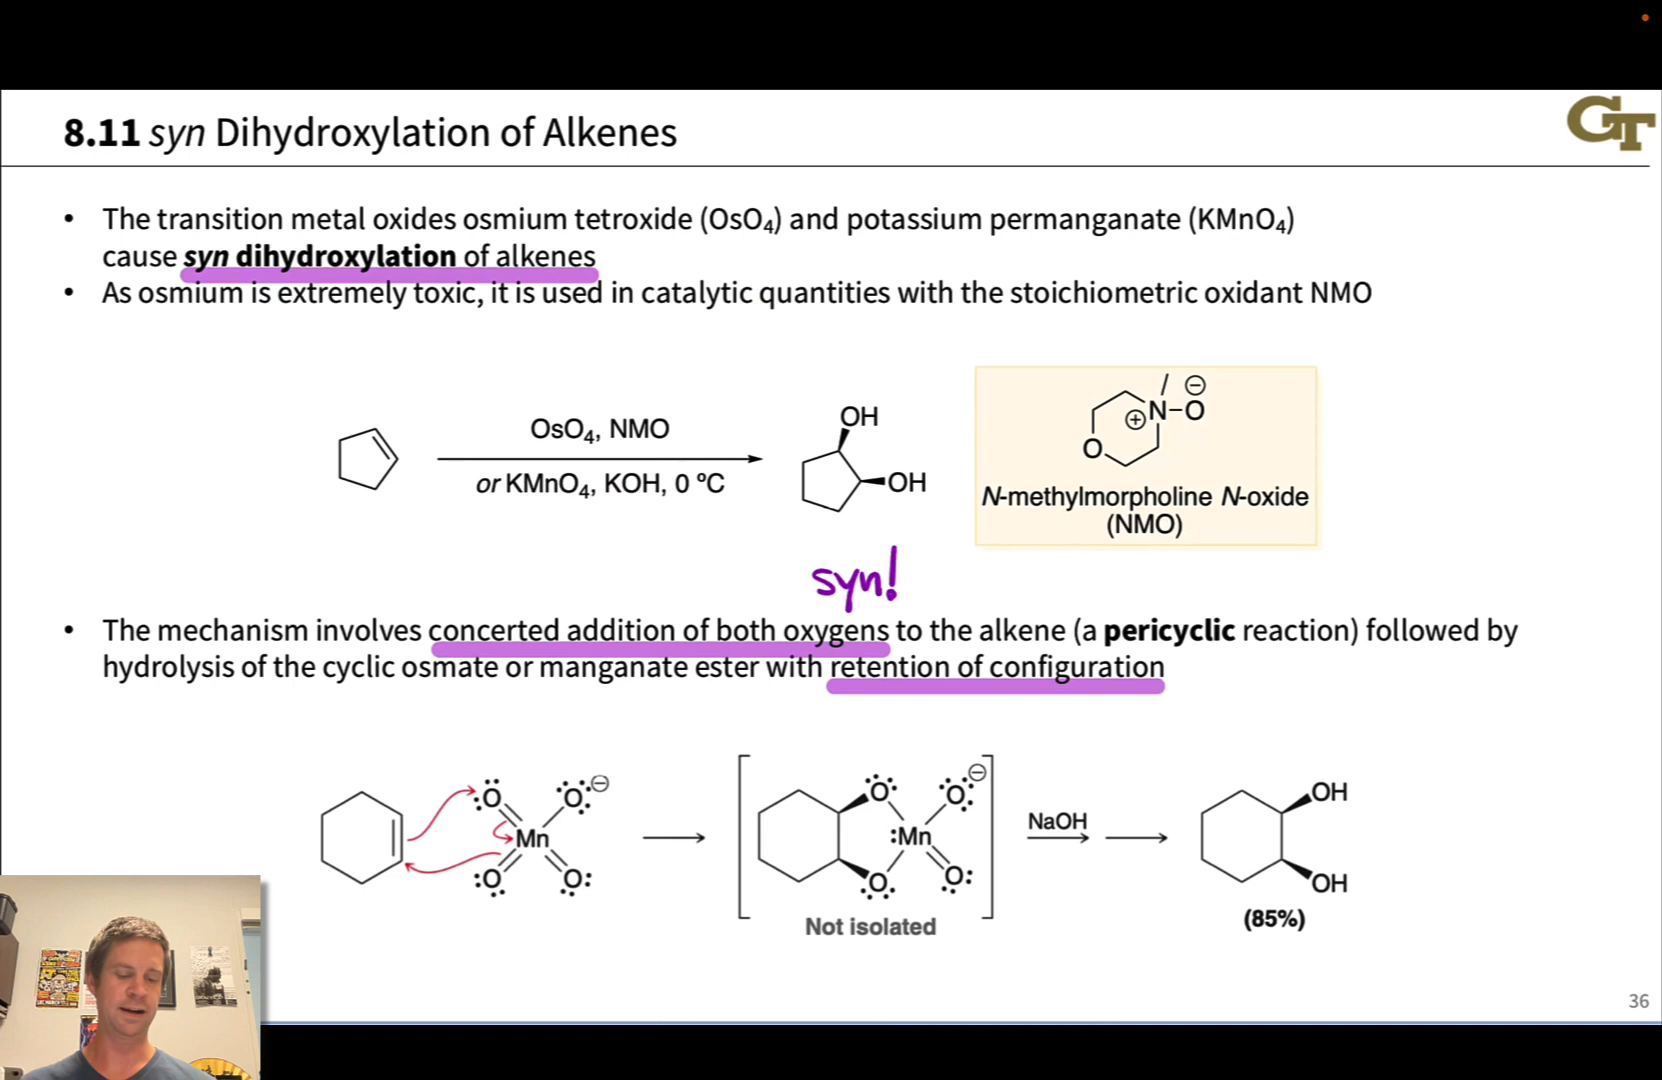 8.11 syn Dihydroxylation of Alkenes
GT
• The transition metal oxides osmium tetroxide (OsO₄) and potassium permanganate (KMnO₄)
cause syn dihydroxylation of alkenes
• As osmium is extremely toxic, it is used in catalytic quantities with the stoichiometric oxidant NMO
OsO₄, NMO
or KMnO₄, KOH, 0 ºC
OH
OH
⊖
⊕N–O
O
N-methylmorpholine N-oxide
(NMO)
syn!
• The mechanism involves concerted addition of both oxygens to the alkene (a pericyclic reaction) followed by
hydrolysis of the cyclic osmate or manganate ester with retention of configuration
O O⊖
Mn
O O
O O⊖
Mn
O O
Not isolated
NaOH
OH
OH
(85%)
36